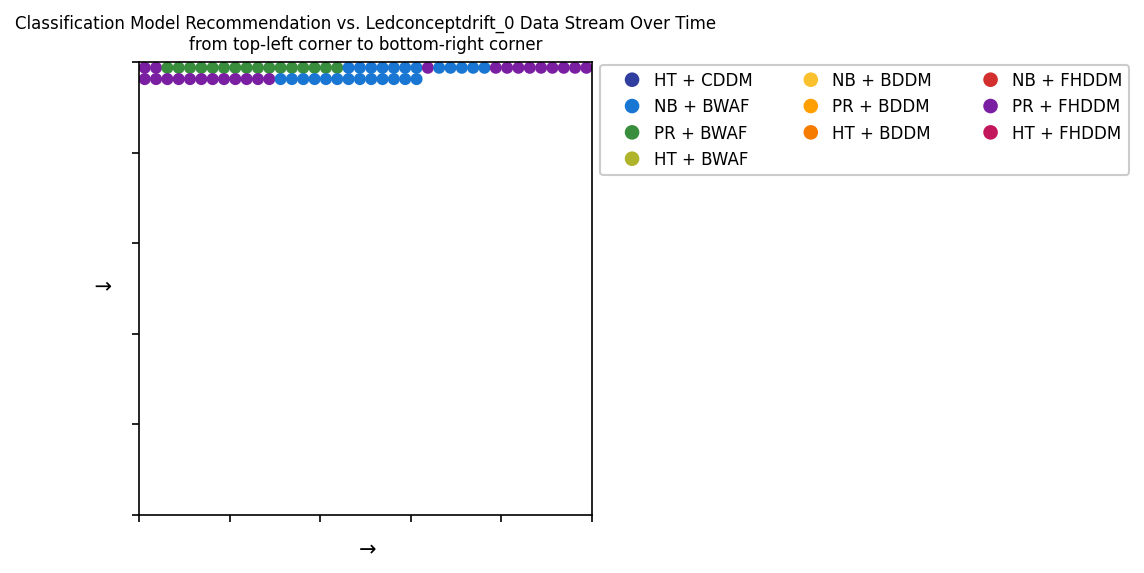 Classification Model Recommendation vs. Ledconceptdrift_0 Data Stream Over Time
from top-left corner to bottom-right corner
HT + CDDM
NB + BWAF
PR + BWAF
HT + BWAF
NB + BDDM
PR + BDDM
HT + BDDM
NB + FHDDM
PR + FHDDM
HT + FHDDM
→
→